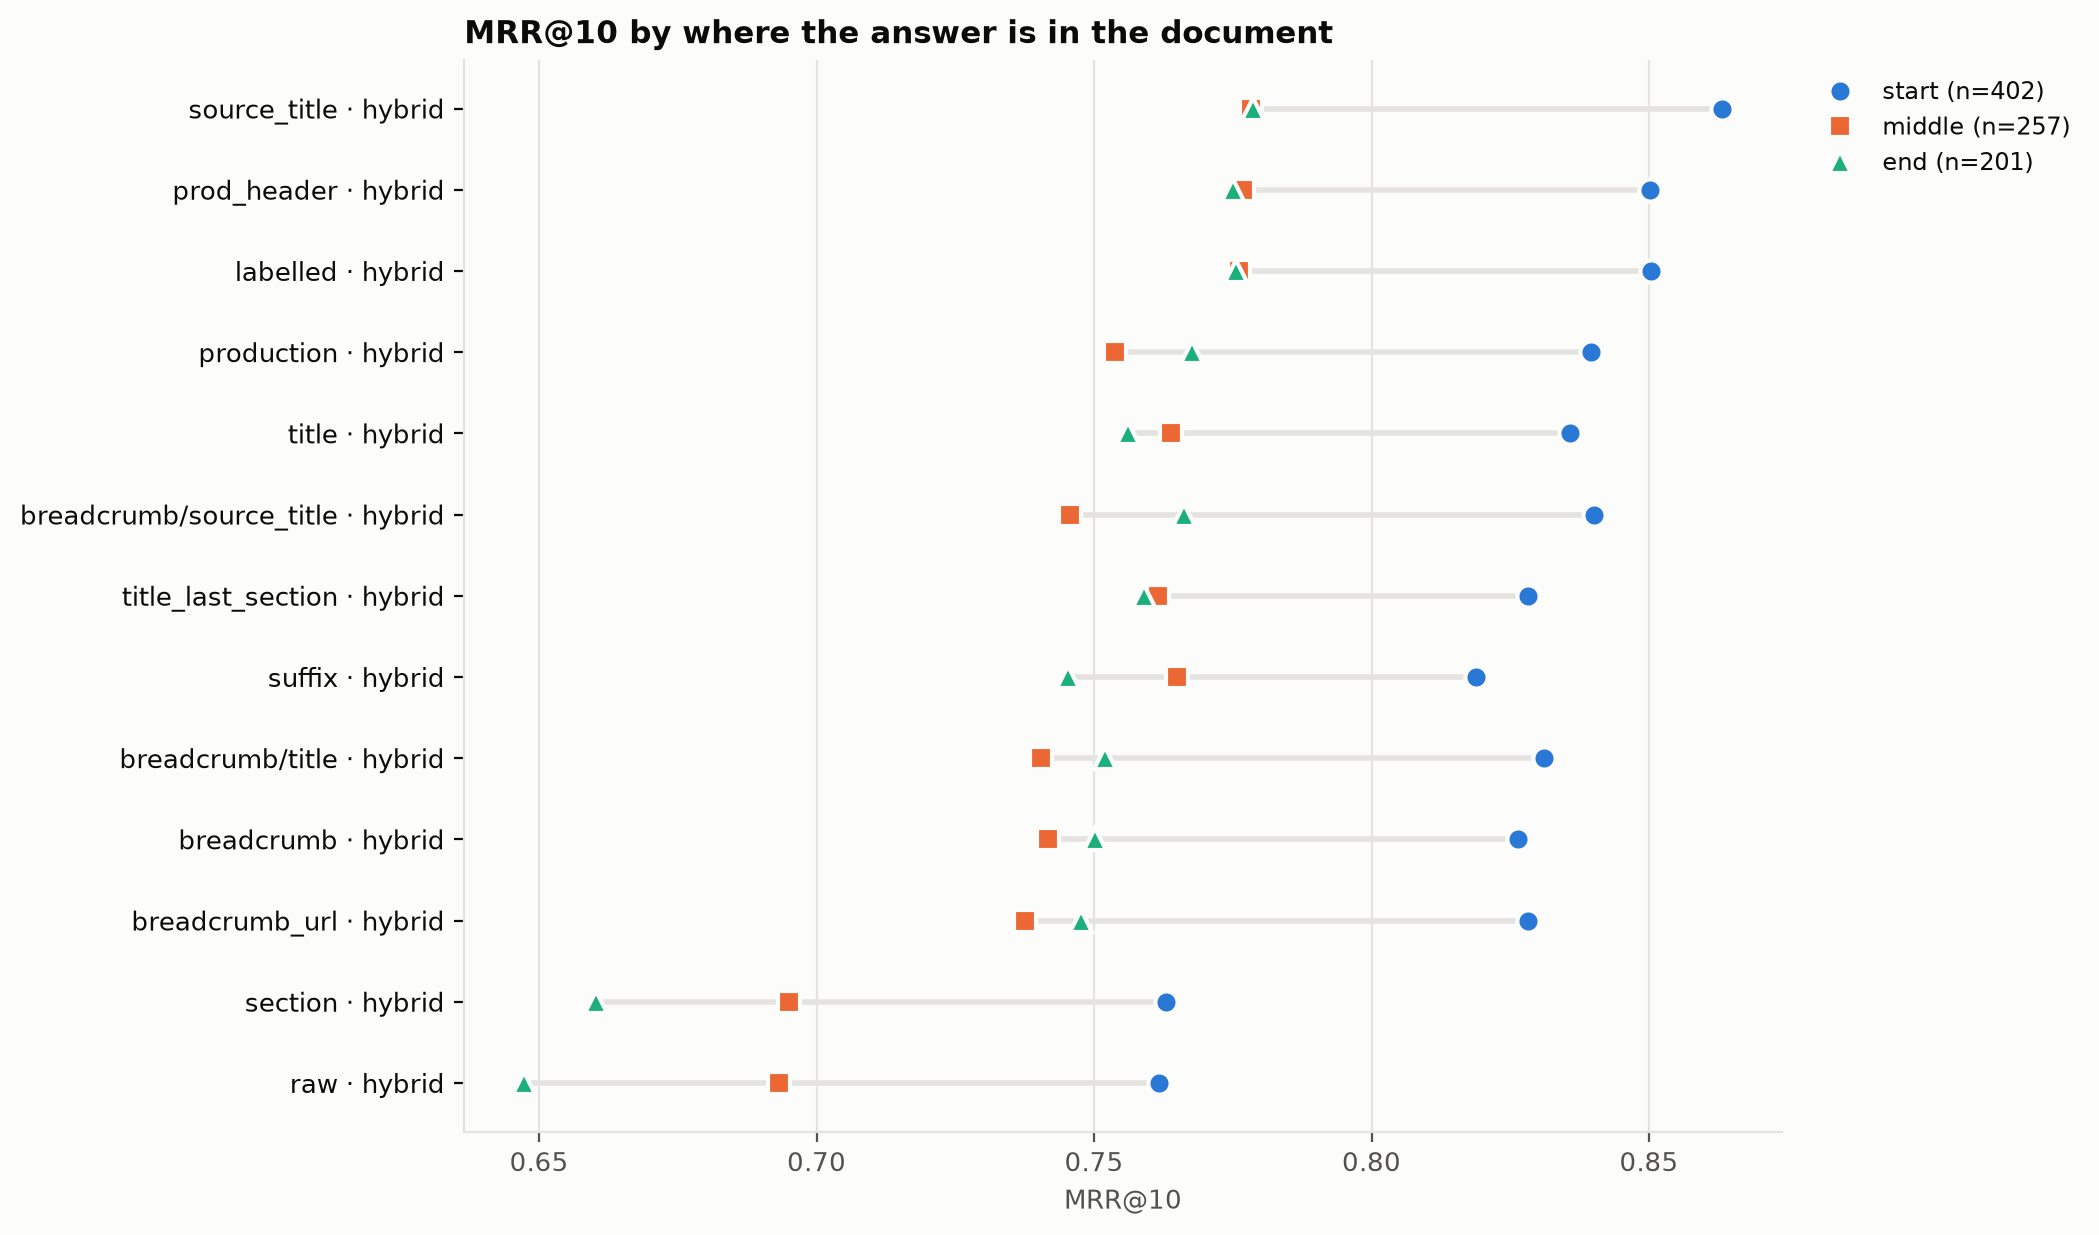 MRR@10 by where the answer is in the document
source_title · hybrid
prod_header · hybrid
labelled · hybrid
production · hybrid
title · hybrid
breadcrumb/source_title · hybrid
title_last_section · hybrid
suffix · hybrid
breadcrumb/title · hybrid
breadcrumb · hybrid
breadcrumb_url · hybrid
section · hybrid
raw · hybrid
start (n=402)
middle (n=257)
end (n=201)
0.65 0.70 0.75 0.80 0.85
MRR@10